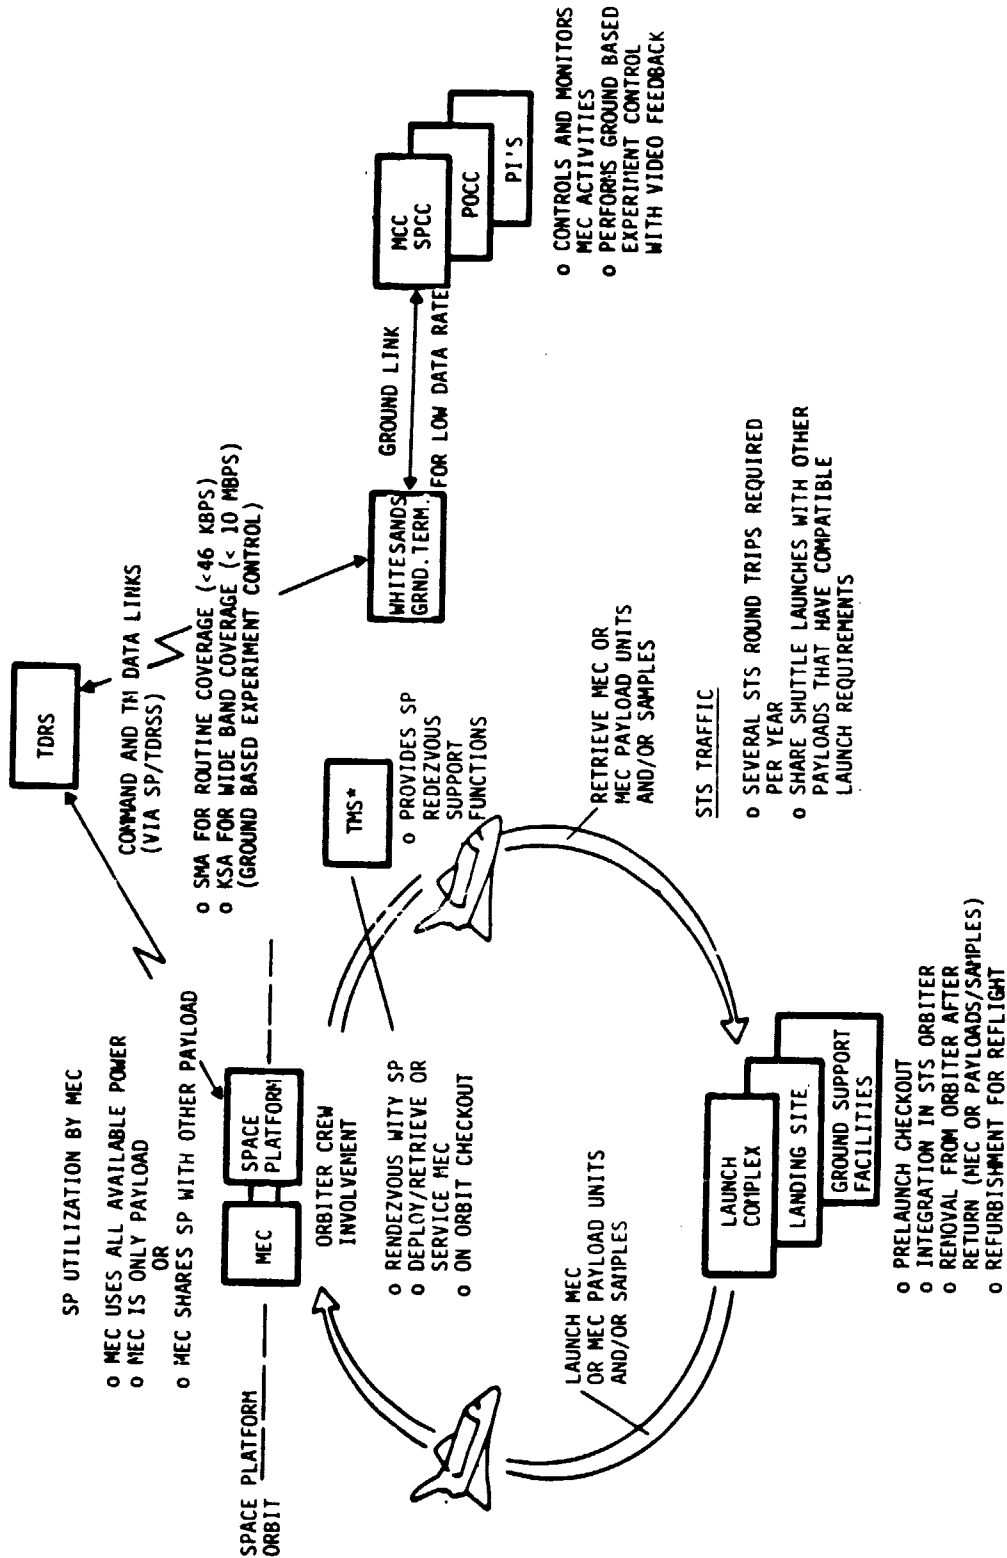 TDRS
COMMAND AND TM DATA LINKS
(VIA SP/TDRSS)
o SMA FOR ROUTINE COVERAGE (<46 KBPS)
o KSA FOR WIDE BAND COVERAGE (< 10 MBPS)
(GROUND BASED EXPERIMENT CONTROL)
SP UTILIZATION BY MEC
o MEC USES ALL AVAILABLE POWER
o MEC IS ONLY PAYLOAD
OR
o MEC SHARES SP WITH OTHER PAYLOAD
SPACE PLATFORM
ORBIT
MEC
SPACE
PLATFORM
ORBITER CREW
INVOLVEMENT
o RENDEZVOUS WITY SP
o DEPLOY/RETRIEVE OR
SERVICE MEC
o ON ORBIT CHECKOUT
TMS*
o PROVIDES SP
REDEZVOUS
SUPPORT
FUNCTIONS
WHITESANDS
GRND.TERM.
GROUND LINK
FOR LOW DATA RATE
MCC
SPCC
POCC
PI'S
o CONTROLS AND MONITORS
MEC ACTIVITIES
o PERFORMS GROUND BASED
EXPERIMENT CONTROL
WITH VIDEO FEEDBACK
LAUNCH MEC
OR MEC PAYLOAD UNITS
AND/OR SAMPLES
RETRIEVE MEC OR
MEC PAYLOAD UNITS
AND/OR SAMPLES
STS TRAFFIC
o SEVERAL STS ROUND TRIPS REQUIRED
PER YEAR
o SHARE SHUTTLE LAUNCHES WITH OTHER
PAYLOADS THAT HAVE COMPATIBLE
LAUNCH REQUIREMENTS
LAUNCH
COMPLEX
LANDING SITE
GROUND SUPPORT
FACILITIES
o PRELAUNCH CHECKOUT
o INTEGRATION IN STS ORBITER
o REMOVAL FROM ORBITER AFTER
RETURN (MEC OR PAYLOADS/SAMPLES)
o REFURBISHMENT FOR REFLIGHT